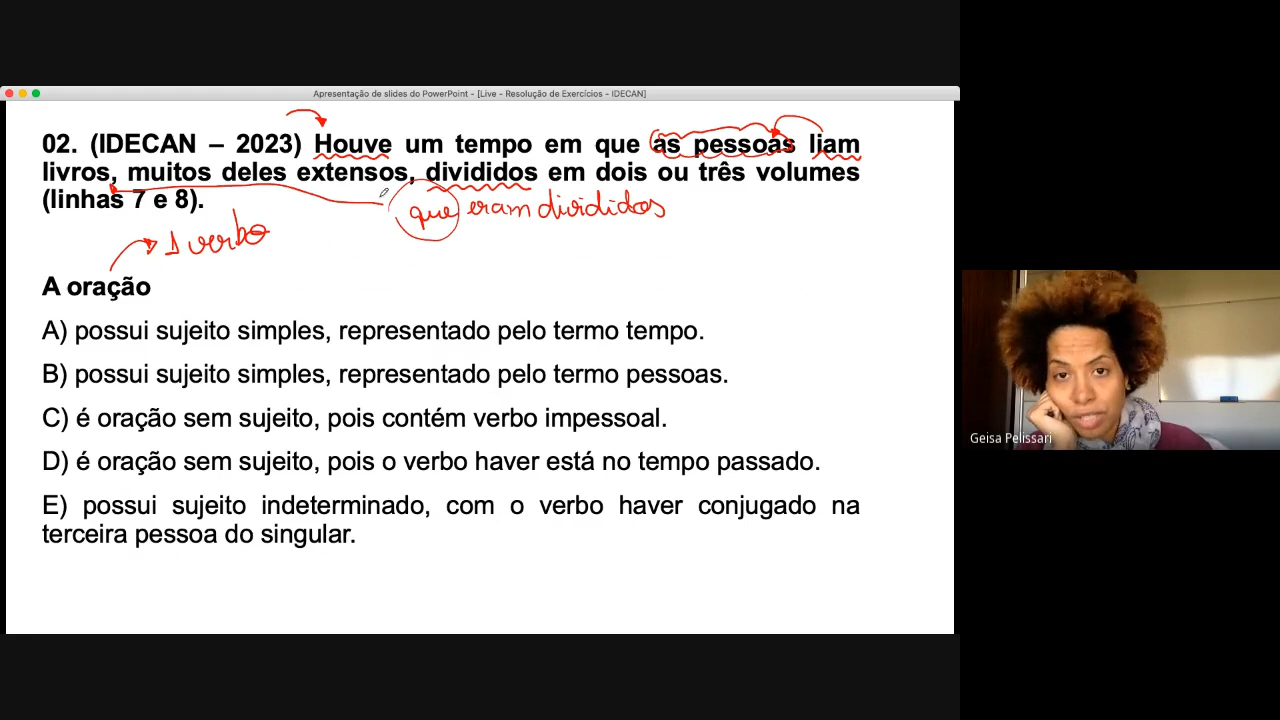 Apresentação de slides do PowerPoint - [Live - Resolução de Exercícios - IDECAN]
02. (IDECAN – 2023) Houve um tempo em que as pessoas liam
livros, muitos deles extensos, divididos em dois ou três volumes
(linhas 7 e 8).
que eram divididos
1 verbo
A oração
A) possui sujeito simples, representado pelo termo tempo.
B) possui sujeito simples, representado pelo termo pessoas.
C) é oração sem sujeito, pois contém verbo impessoal.
D) é oração sem sujeito, pois o verbo haver está no tempo passado.
E) possui sujeito indeterminado, com o verbo haver conjugado na
terceira pessoa do singular.
Geisa Pelissari